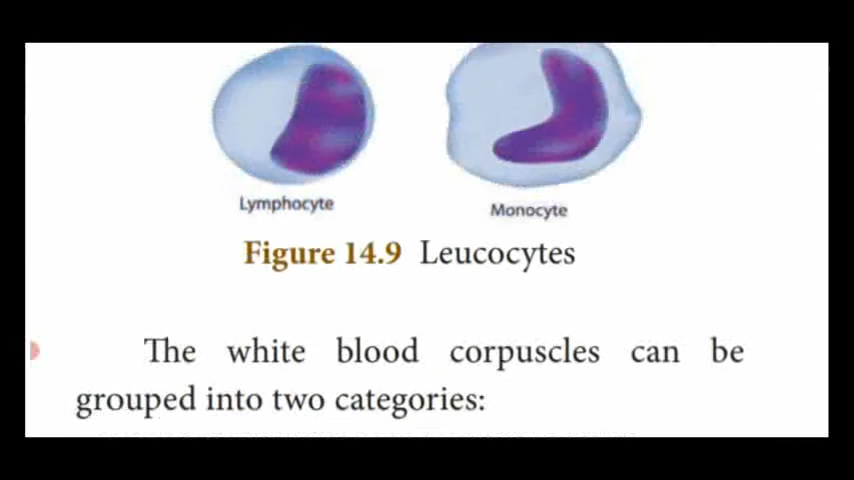 Lymphocyte
Monocyte
Figure 14.9 Leucocytes
The white blood corpuscles can be
grouped into two categories: